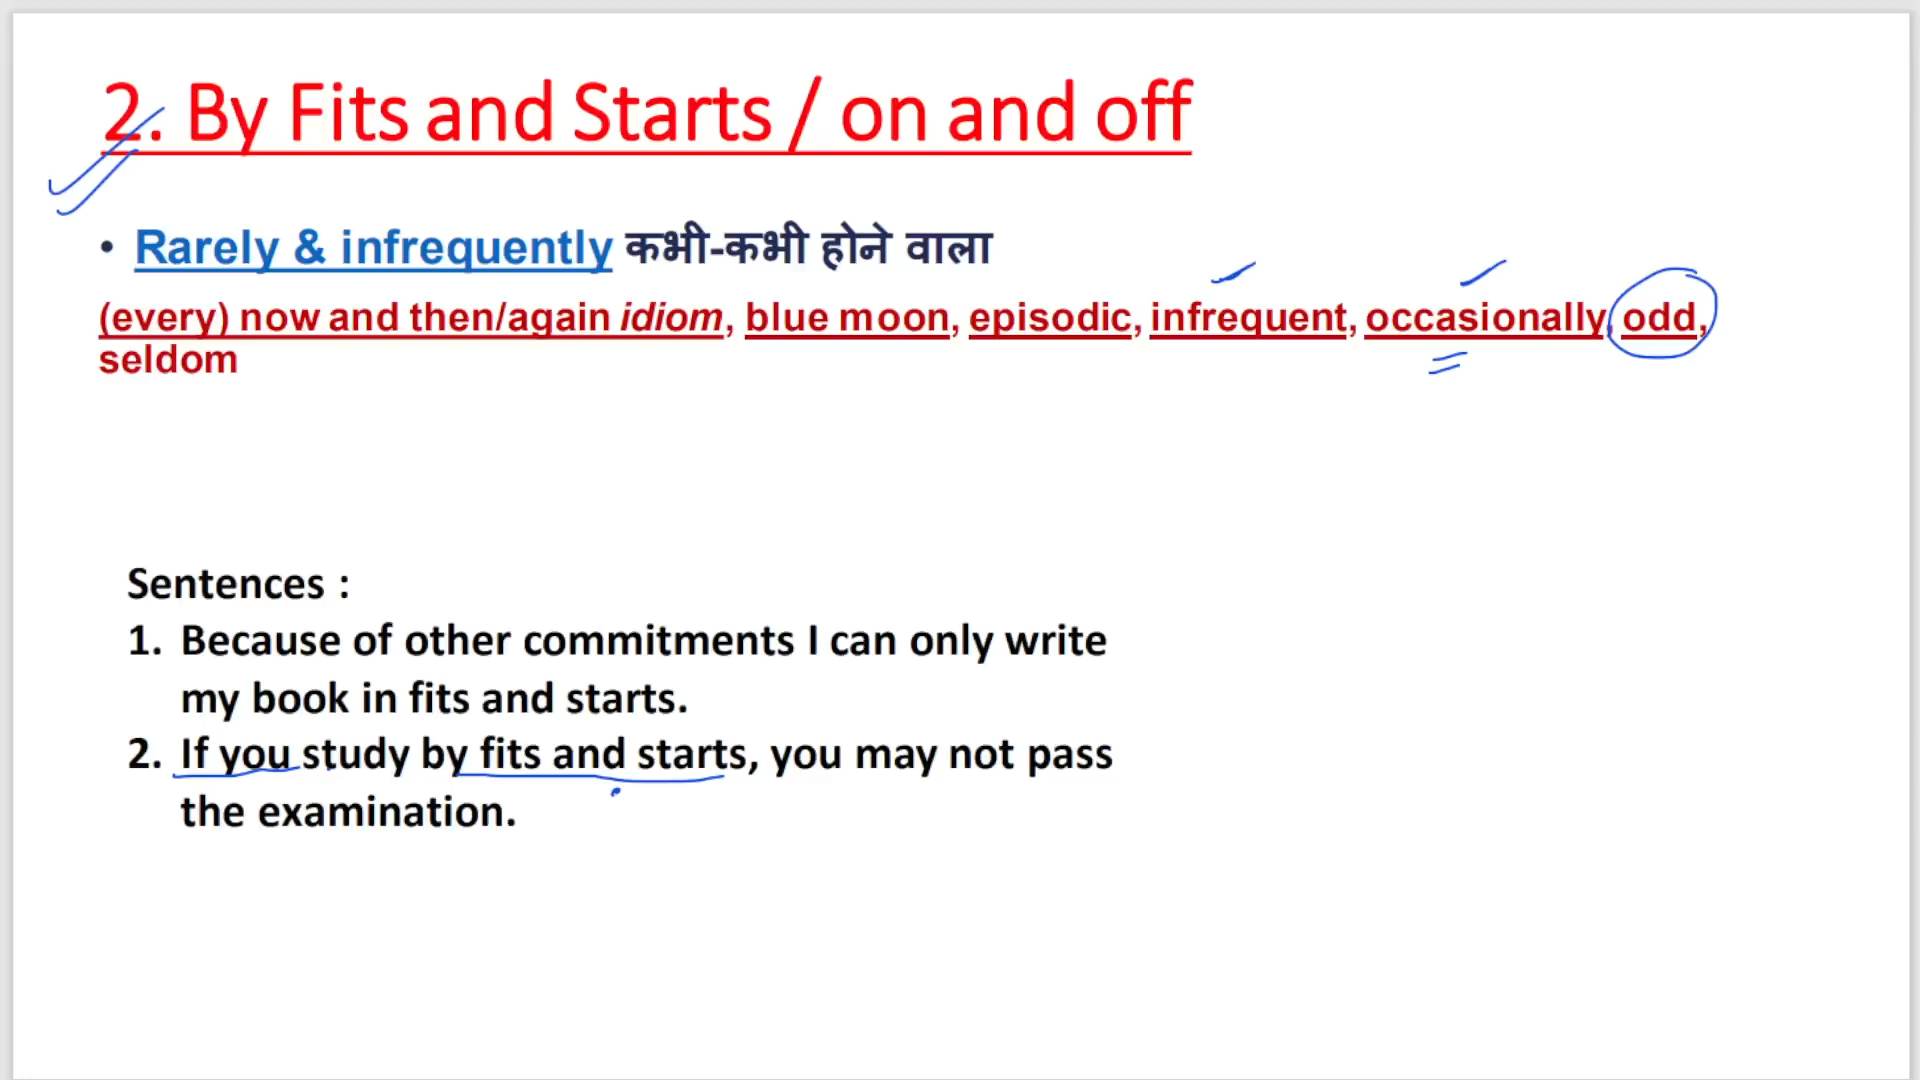 2. By Fits and Starts / on and off
• Rarely & infrequently कभी-कभी होने वाला
(every) now and then/again idiom, blue moon, episodic, infrequent, occasionally, odd,
seldom
Sentences :
1. Because of other commitments I can only write
my book in fits and starts.
2. If you study by fits and starts, you may not pass
the examination.